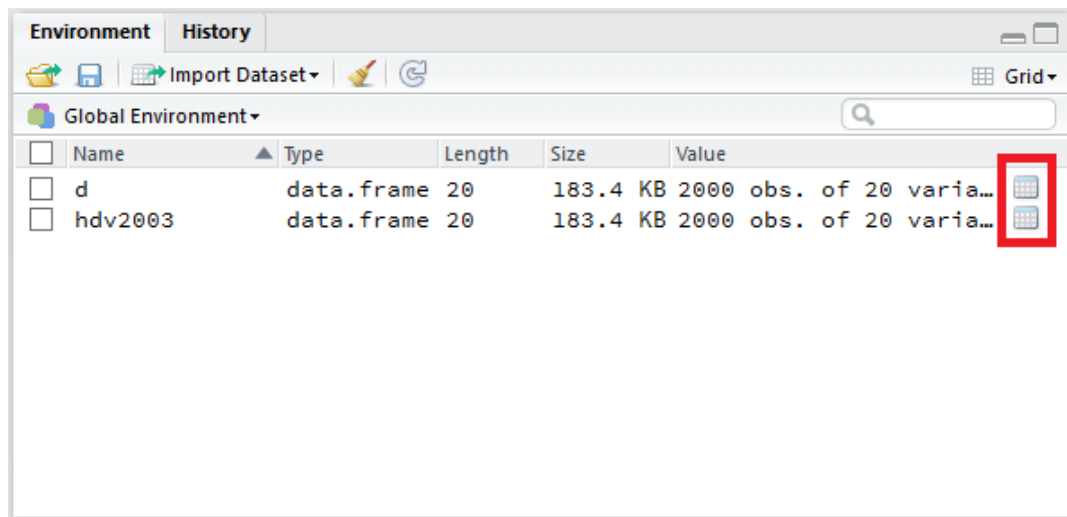 Environment History
Import Dataset Grid
Global Environment
Name Type Length Size Value
d data.frame 20 183.4 KB 2000 obs. of 20 varia…
hdv2003 data.frame 20 183.4 KB 2000 obs. of 20 varia…